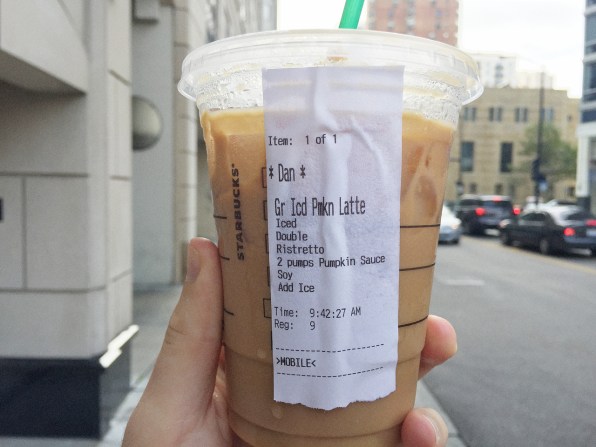 STARBUCKS
Item: 1 of 1
* Dan *
Gr Icd Pmkn Latte
Iced
Double
Ristretto
2 pumps Pumpkin Sauce
Soy
Add Ice
Time: 9:42:27 AM
Reg: 9
>MOBILE<